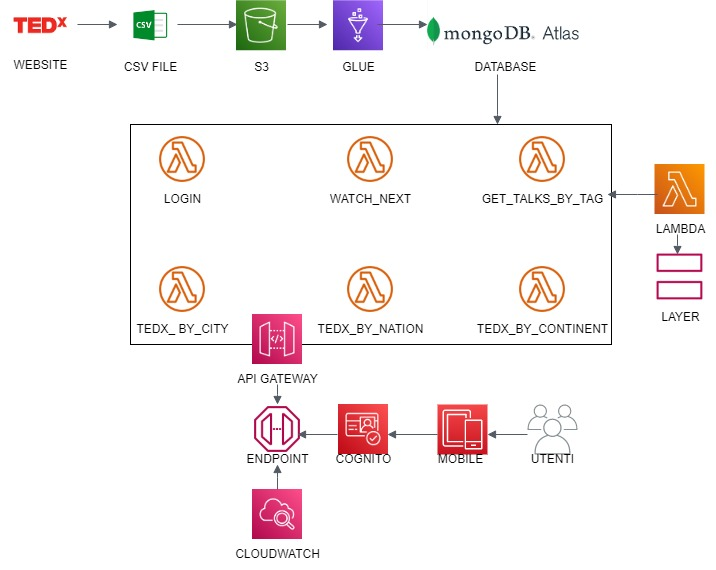 TEDx
CSV
mongoDB. Atlas
WEBSITE
CSV FILE
S3
GLUE
DATABASE
LOGIN
WATCH_NEXT
GET_TALKS_BY_TAG
LAMBDA
TEDX_ BY_CITY
TEDX_BY_NATION
TEDX_BY_CONTINENT
LAYER
</>
API GATEWAY
ENDPOINT
COGNITO
MOBILE
UTENTI
CLOUDWATCH